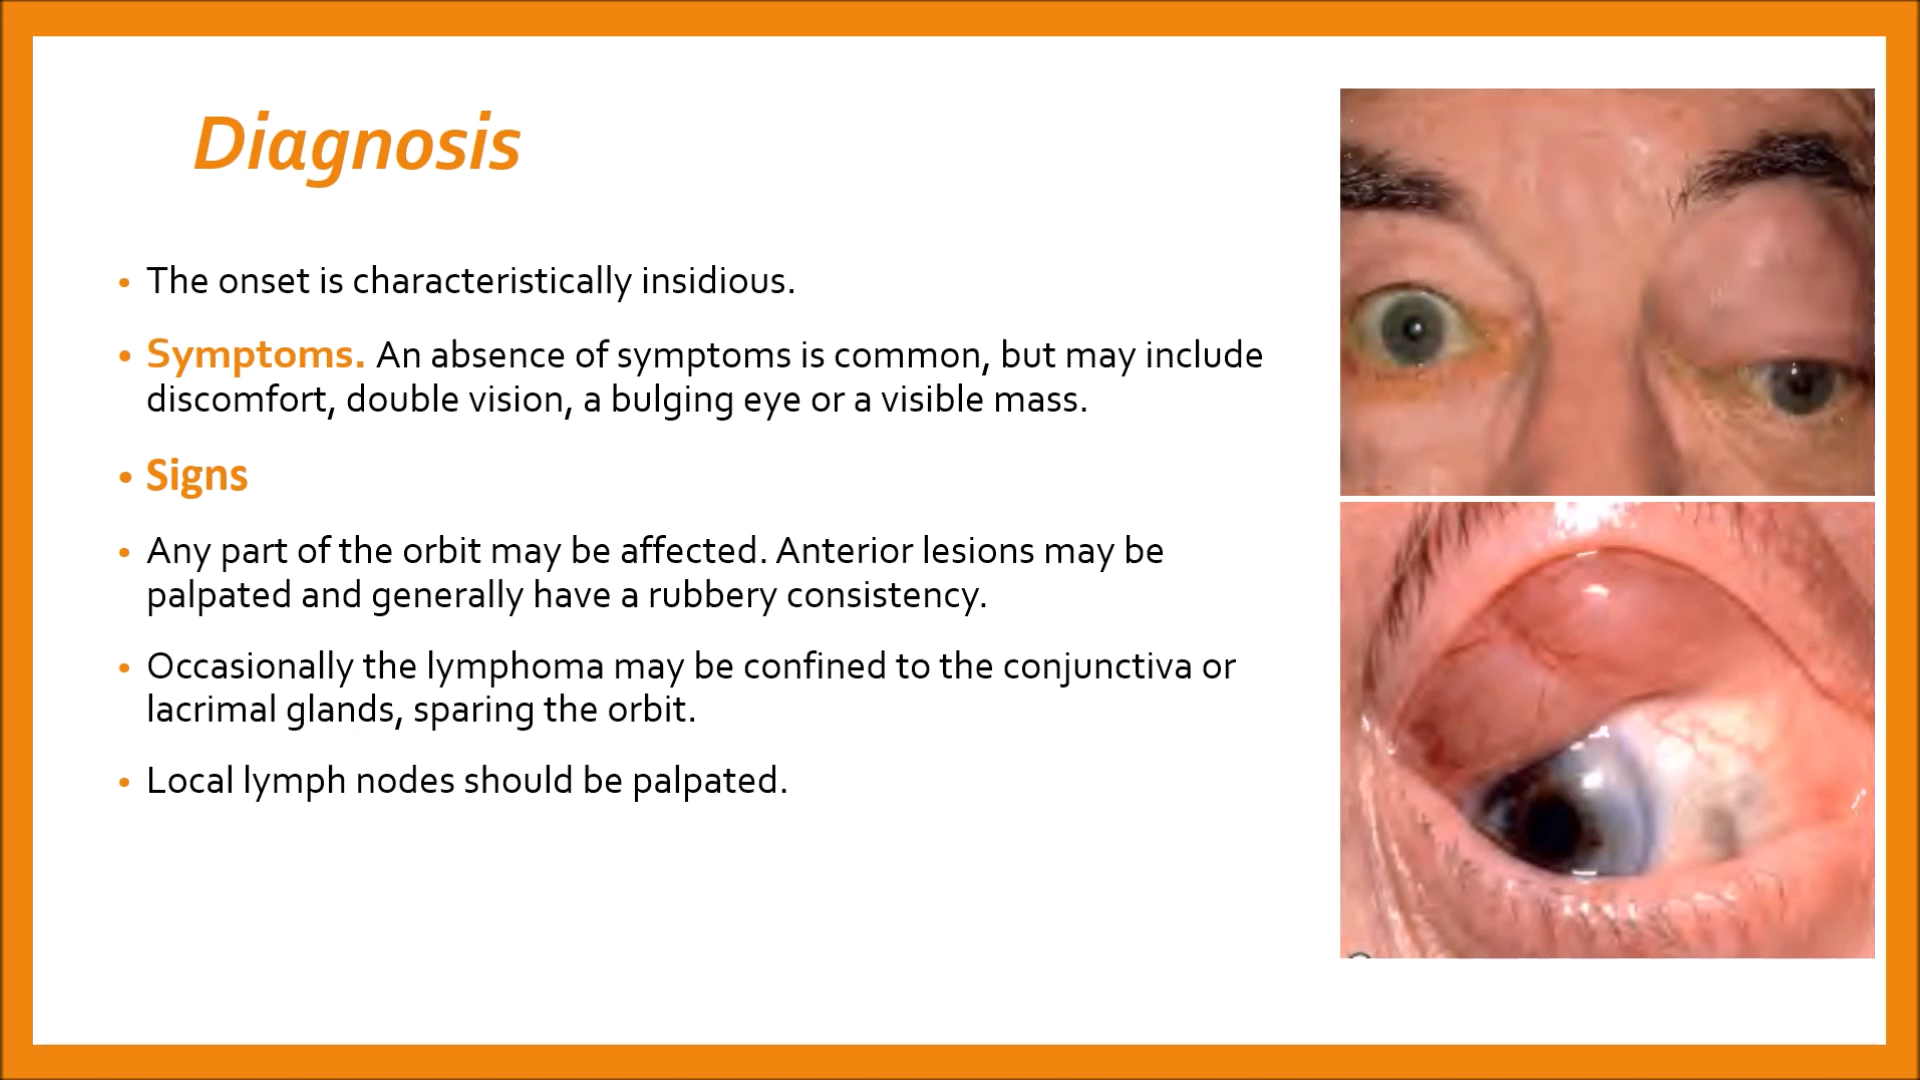 Diagnosis
• The onset is characteristically insidious.
• Symptoms. An absence of symptoms is common, but may include
discomfort, double vision, a bulging eye or a visible mass.
• Signs
• Any part of the orbit may be affected. Anterior lesions may be
palpated and generally have a rubbery consistency.
• Occasionally the lymphoma may be confined to the conjunctiva or
lacrimal glands, sparing the orbit.
• Local lymph nodes should be palpated.